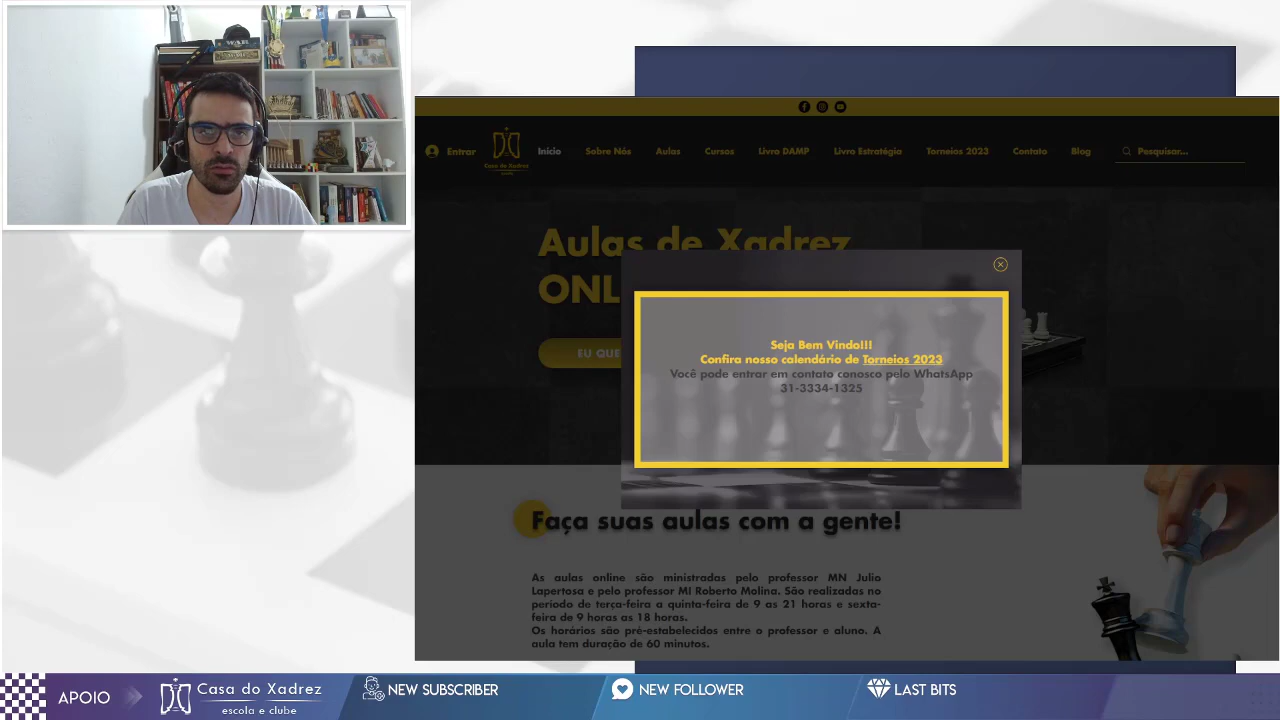 Entrar
Casa do Xadrez
Início
Sobre Nós
Aulas
Cursos
Livro DAMP
Livro Estratégia
Torneios 2023
Contato
Blog
Pesquisar...
Aulas de Xadrez
ONL
EU QUE
Seja Bem Vindo!!!
Confira nosso calendário de Torneios 2023
Você pode entrar em contato conosco pelo WhatsApp
31-3334-1325
Faça suas aulas com a gente!
As aulas online são ministradas pelo professor MN Julio
Lapertosa e pelo professor MI Roberto Molina. São realizadas no
período de terça-feira a quinta-feira de 9 as 21 horas e sexta-
feira de 9 horas as 18 horas.
Os horários são pré-estabelecidos entre o professor e aluno. A
aula tem duração de 60 minutos.
APOIO
Casa do Xadrez
escola e clube
NEW SUBSCRIBER
NEW FOLLOWER
LAST BITS